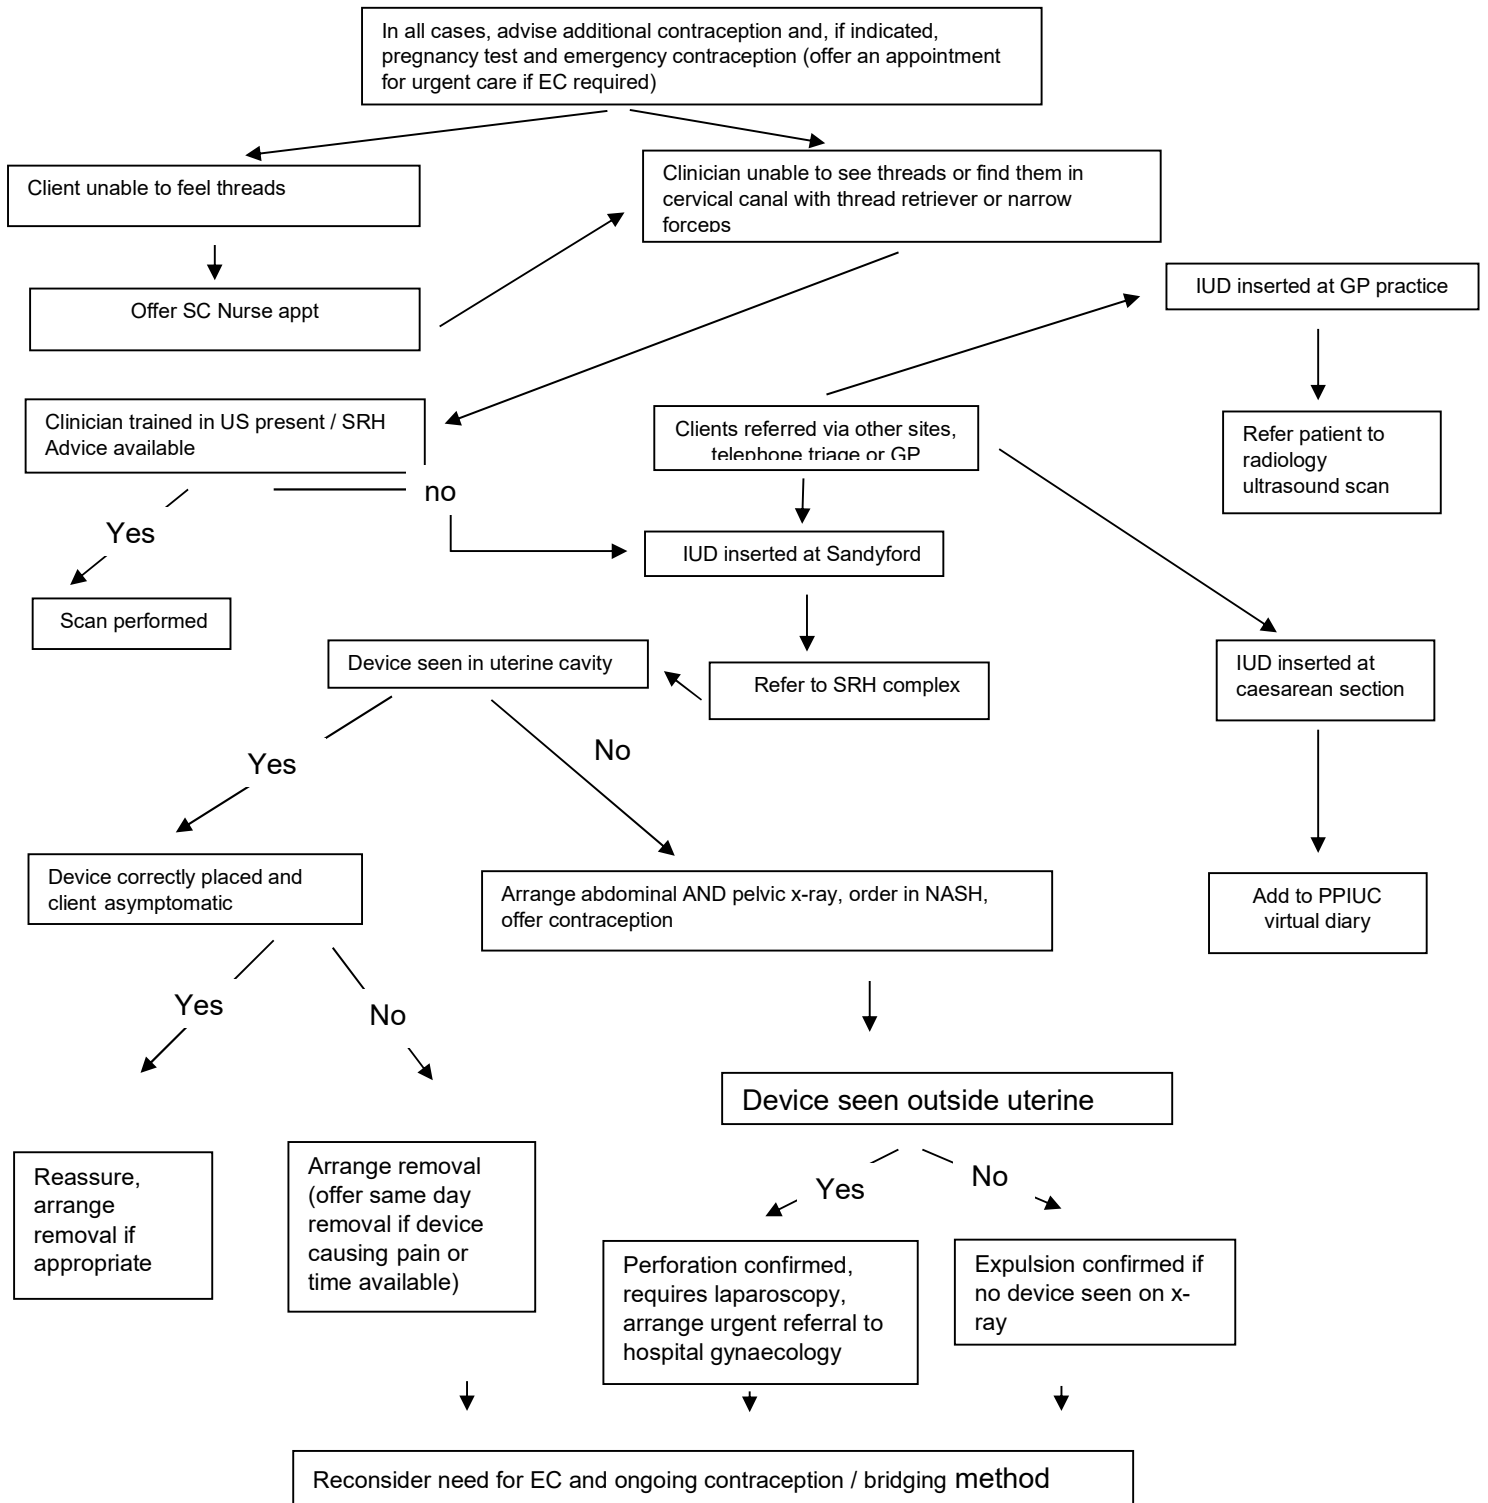 In all cases, advise additional contraception and, if indicated,
pregnancy test and emergency contraception (offer an appointment
for urgent care if EC required)
Client unable to feel threads
Clinician unable to see threads or find them in
cervical canal with thread retriever or narrow
forceps
Offer SC Nurse appt
IUD inserted at GP practice
Clinician trained in US present / SRH
Advice available
Clients referred via other sites,
telephone triage or GP
Refer patient to
radiology
ultrasound scan
no
Yes
IUD inserted at Sandyford
Scan performed
Device seen in uterine cavity
Refer to SRH complex
IUD inserted at
caesarean section
Yes
No
Device correctly placed and
client asymptomatic
Arrange abdominal AND pelvic x-ray, order in NASH,
offer contraception
Add to PPIUC
virtual diary
Yes
No
Device seen outside uterine
Yes
No
Reassure,
arrange
removal if
appropriate
Arrange removal
(offer same day
removal if device
causing pain or
time available)
Perforation confirmed,
requires laparoscopy,
arrange urgent referral to
hospital gynaecology
Expulsion confirmed if
no device seen on x-
ray
Reconsider need for EC and ongoing contraception / bridging method